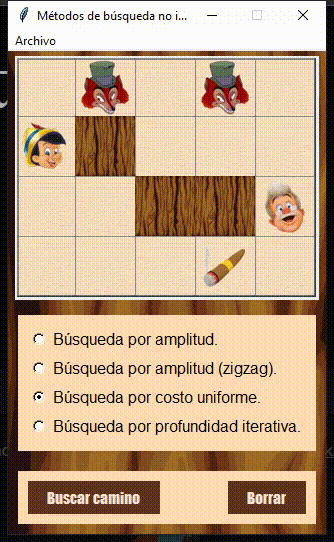 Métodos de búsqueda no i...
Archivo
Búsqueda por amplitud.
Búsqueda por amplitud (zigzag).
Búsqueda por costo uniforme.
Búsqueda por profundidad iterativa.
Buscar camino
Borrar